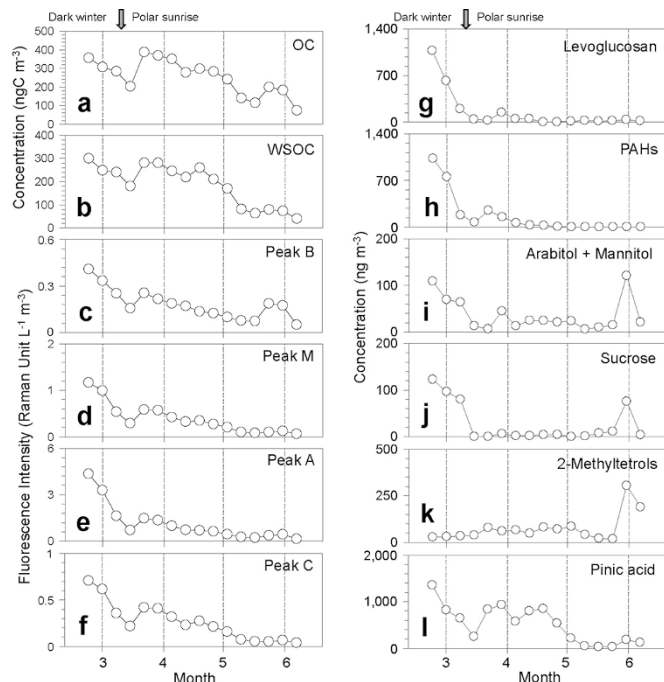 Dark winter Polar sunrise
OC
400
300
200
100
0
a
WSOC
400
300
200
100
0
b
Concentration (ngC m-3)
Peak B
0.6
0.3
0
c
Peak M
2
1
0
d
Peak A
6
3
0
e
Peak C
1
0.5
0
f
Fluorescence Intensity (Raman Unit L-1 m-3)
3 4 5 6
Month
Dark winter Polar sunrise
Levoglucosan
1,400
700
0
g
PAHs
1,400
700
0
h
Arabitol + Mannitol
200
100
0
i
Sucrose
200
100
0
j
2-Methyltetrols
500
250
0
k
Pinic acid
2,000
1,000
0
l
Concentration (ng m-3)
3 4 5 6
Month